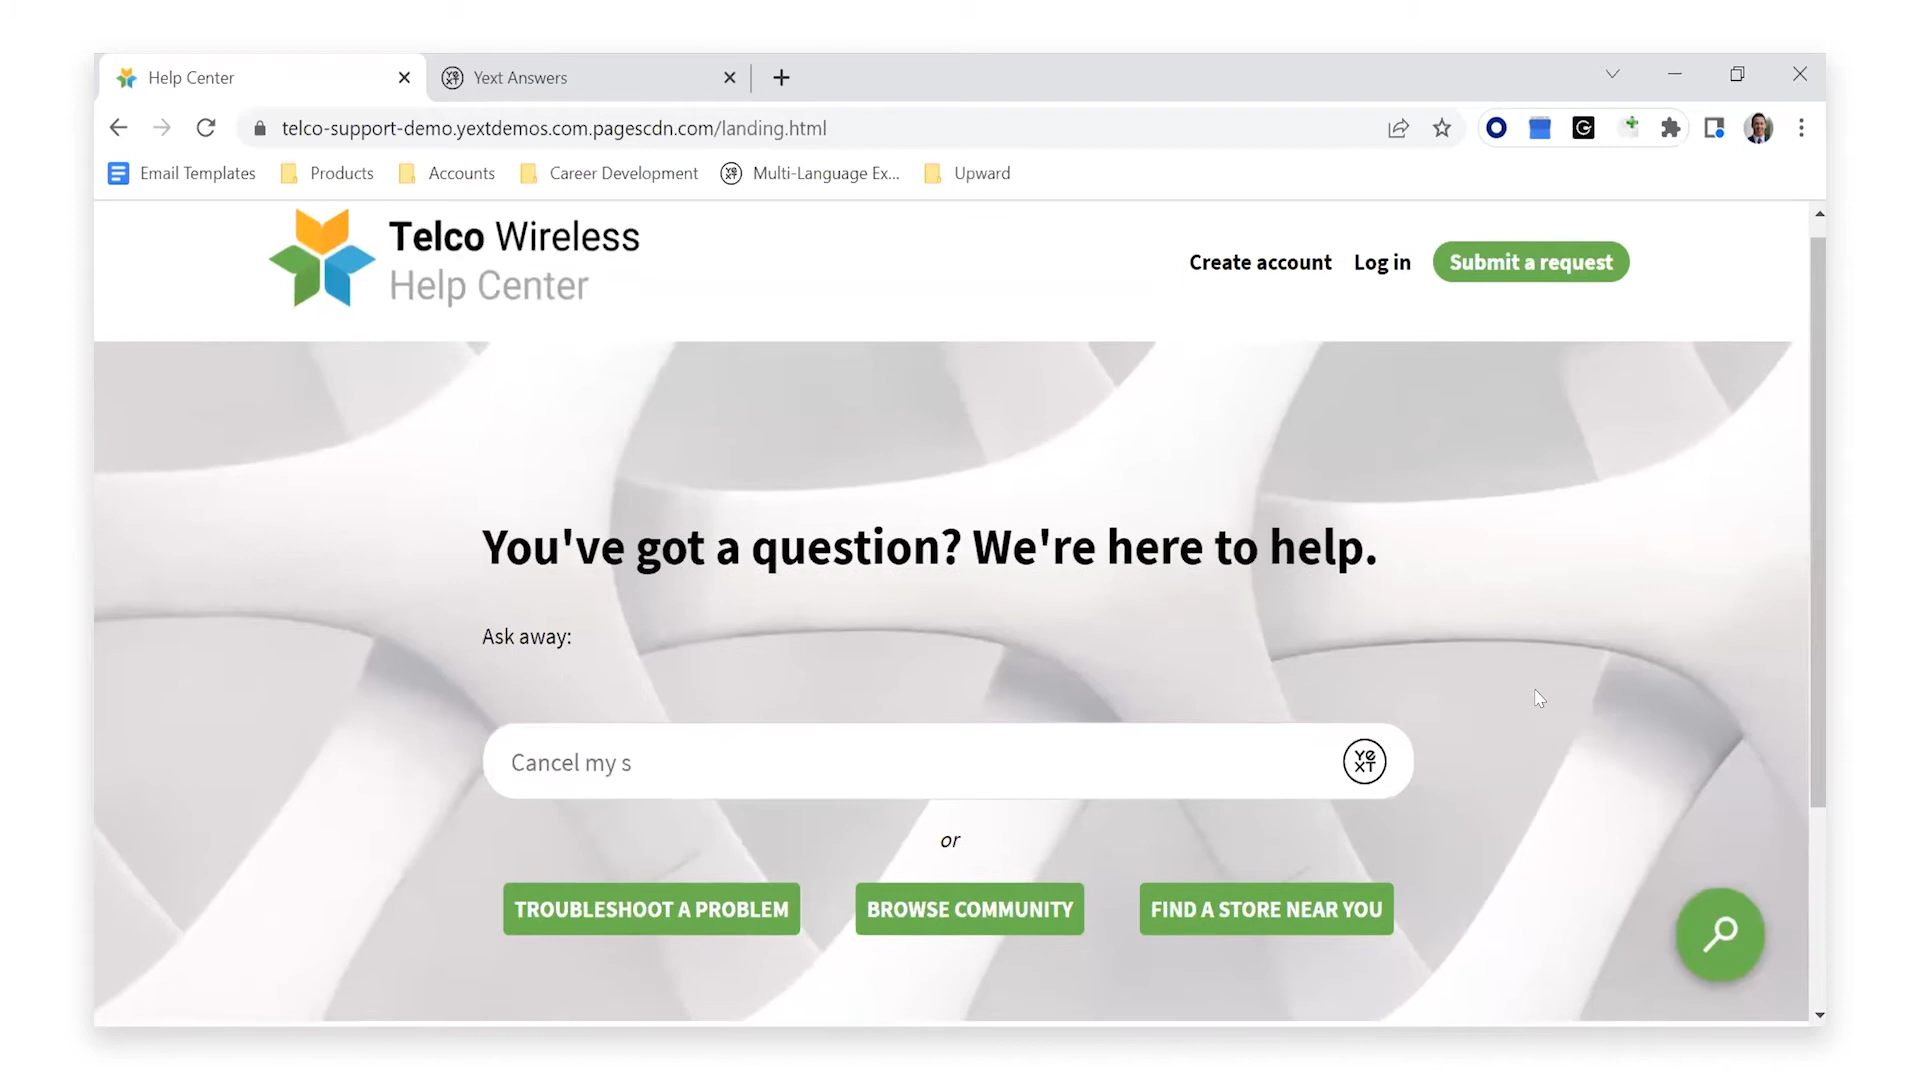 Help Center
Yext Answers
telco-support-demo.yextdemos.com.pagescdn.com/landing.html
Email Templates
Products
Accounts
Career Development
Multi-Language Ex...
Upward
Telco Wireless
Help Center
Create account
Log in
Submit a request
You've got a question? We're here to help.
Ask away:
Cancel my s
YeXT
or
TROUBLESHOOT A PROBLEM
BROWSE COMMUNITY
FIND A STORE NEAR YOU